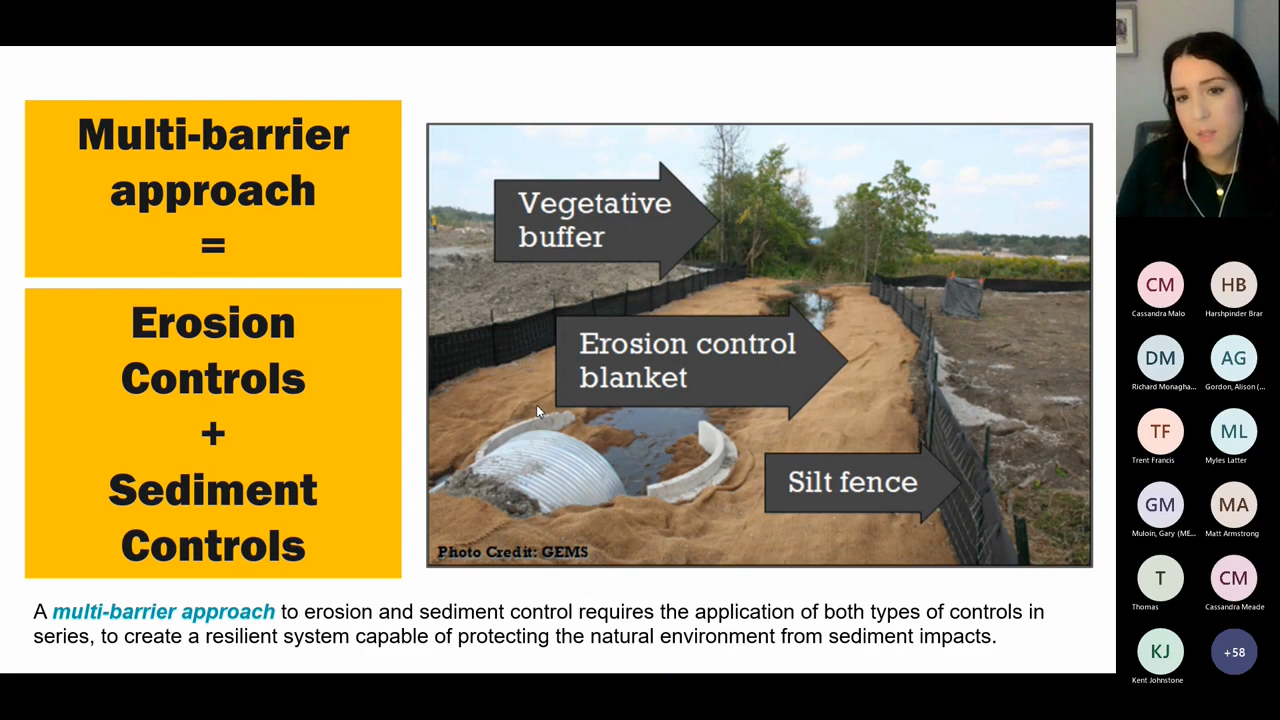 Multi-barrier
approach
=
Erosion
Controls
+
Sediment
Controls
Vegetative
buffer
Erosion control
blanket
Silt fence
Photo Credit: GEMS
A multi-barrier approach to erosion and sediment control requires the application of both types of controls in
series, to create a resilient system capable of protecting the natural environment from sediment impacts.
CM
Cassandra Malo
HB
Harshpinder Brar
DM
Richard Monagha...
AG
Gordon, Alison (...
TF
Trent Francis
ML
Myles Latter
GM
Muloin, Gary (ME...
MA
Matt Armstrong
T
Thomas
CM
Cassandra Meade
KJ
Kent Johnstone
+58